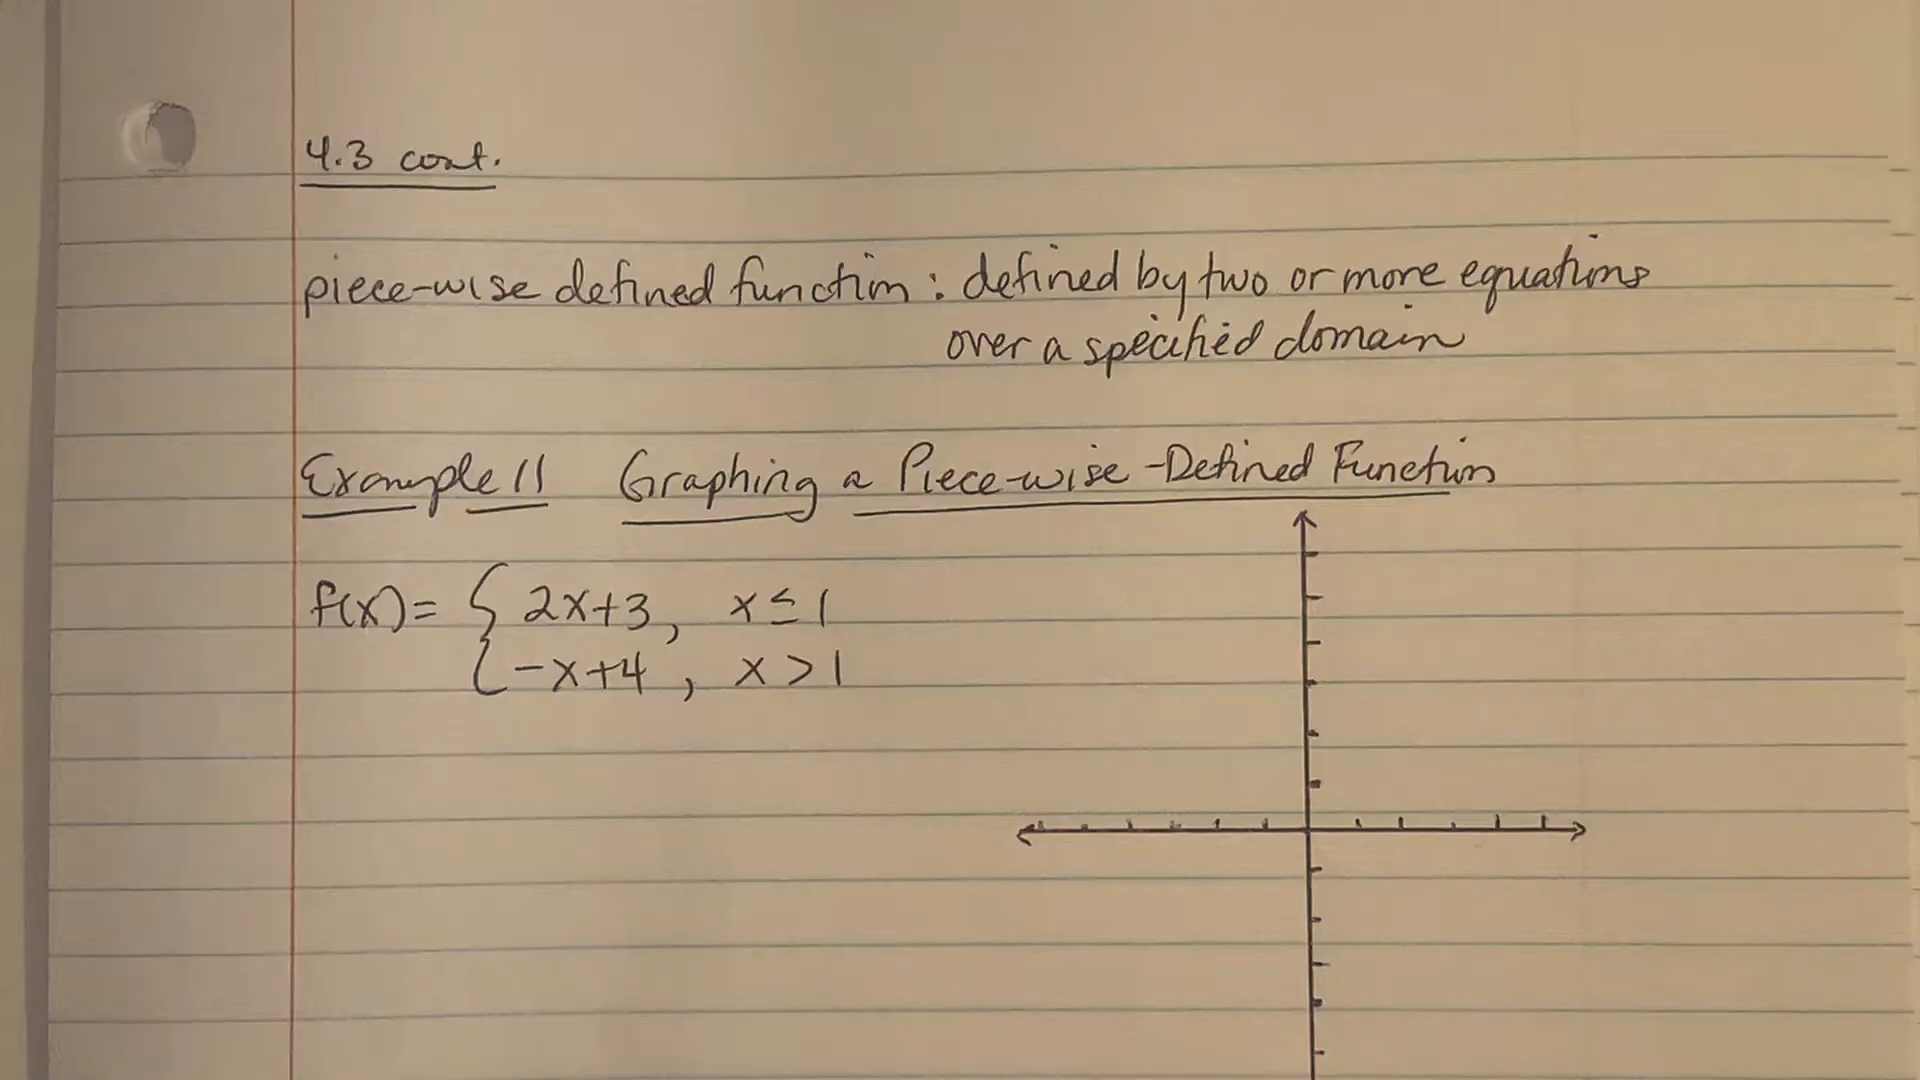 4.3 cont.
piece-wise defined function: defined by two or more equations
over a specified domain
Example 11 Graphing a Piece-wise-Defined Function
f(x) = { 2x+3, x ≤ 1
-x+4, x > 1